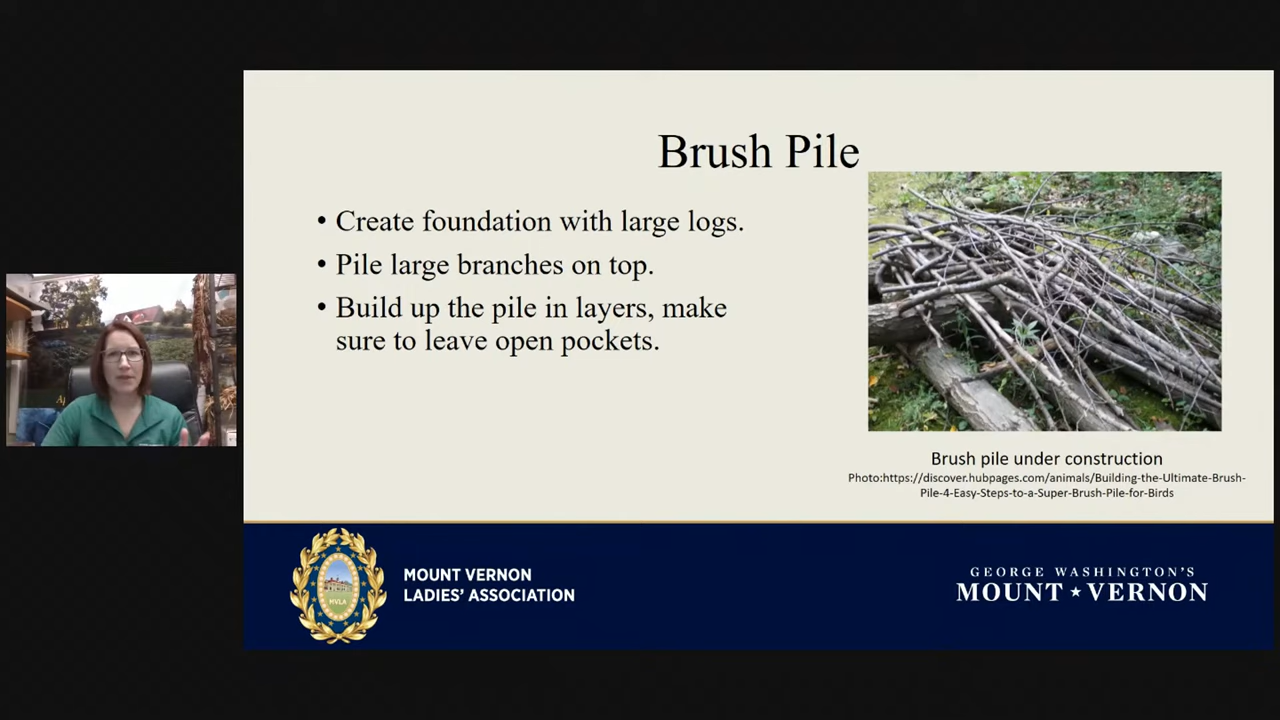 Brush Pile
• Create foundation with large logs.
• Pile large branches on top.
• Build up the pile in layers, make
sure to leave open pockets.
Brush pile under construction
Photo:https://discover.hubpages.com/animals/Building-the-Ultimate-Brush-
Pile-4-Easy-Steps-to-a-Super-Brush-Pile-for-Birds
MVLA
MOUNT VERNON
LADIES’ ASSOCIATION
GEORGE WASHINGTON'S
MOUNT★VERNON